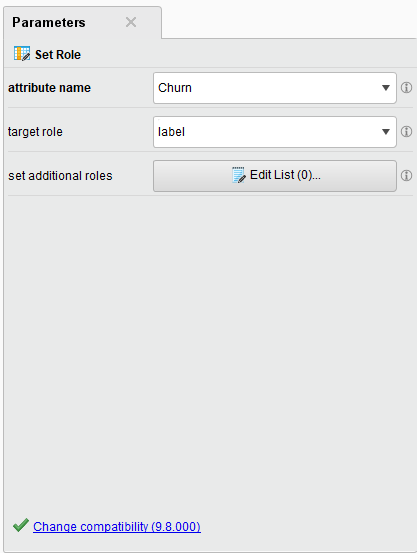 Parameters
Set Role
attribute name Churn
target role label
set additional roles Edit List (0)...
Change compatibility (9.8.000)